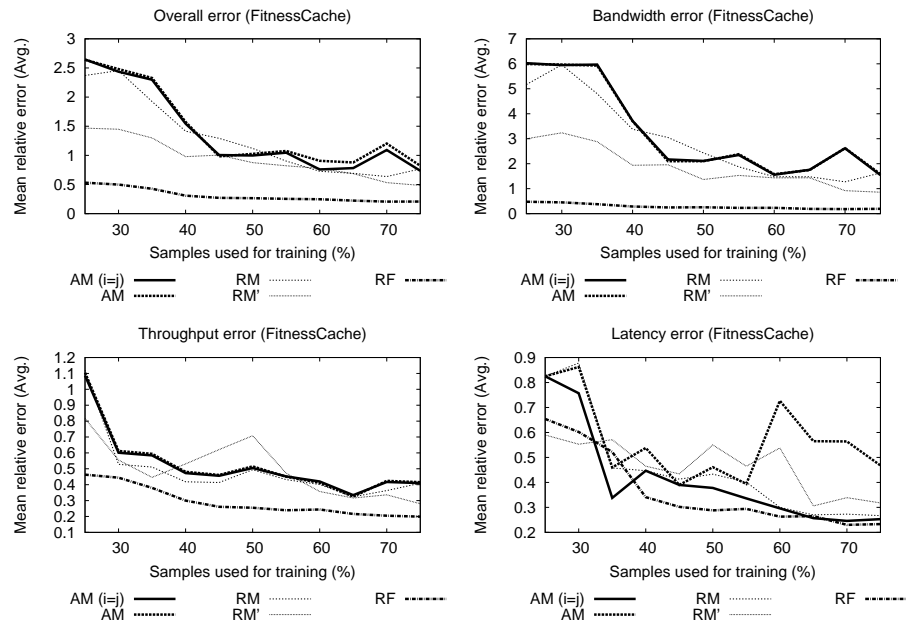 Overall error (FitnessCache)
Mean relative error (Avg.)
3
2.5
2
1.5
1
0.5
0
30 40 50 60 70
Samples used for training (%)
AM (i=j) RM RF
AM RM'
Bandwidth error (FitnessCache)
Mean relative error (Avg.)
7
6
5
4
3
2
1
0
30 40 50 60 70
Samples used for training (%)
AM (i=j) RM RF
AM RM'
Throughput error (FitnessCache)
Mean relative error (Avg.)
1.1
1.2
1.1
0.9
0.8
0.7
0.6
0.5
0.4
0.3
0.2
0.1
30 40 50 60 70
Samples used for training (%)
AM (i=j) RM RF
AM RM'
Latency error (FitnessCache)
Mean relative error (Avg.)
0.9
0.8
0.7
0.6
0.5
0.4
0.3
0.2
30 40 50 60 70
Samples used for training (%)
AM (i=j) RM RF
AM RM'